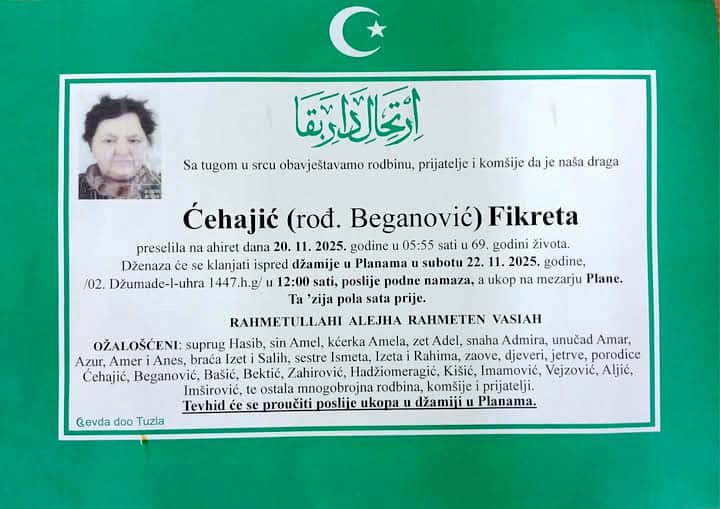 اِرْتِحَالِ دَارِ بَقَا
Sa tugom u srcu obavještavamo rodbinu, prijatelje i komšije da je naša draga
Ćehajić (rođ. Beganović) Fikreta
preselila na ahiret dana 20. 11. 2025. godine u 05:55 sati u 69. godini života.
Dženaza će se klanjati ispred džamije u Planama u subotu 22. 11. 2025. godine,
/02. Džumade-l-uhra 1447.h.g/ u 12:00 sati, poslije podne namaza, a ukop na mezarju Plane.
Ta ’zija pola sata prije.
RAHMETULLAHI ALEJHA RAHMETEN VASIAH
OŽALOŠĆENI: suprug Hasib, sin Amel, kćerka Amela, zet Adel, snaha Admira, unučad Amar,
Azur, Amer i Anes, braća Izet i Salih, sestre Ismeta, Izeta i Rahima, zaove, djeveri, jetrve, porodice
Ćehajić, Beganović, Bašić, Bektić, Zahirović, Hadžiomeragić, Kišić, Imamović, Vejzović, Aljić,
Imširović, te ostala mnogobrojna rodbina, komšije i prijatelji.
Tevhid će se proučiti poslije ukopa u džamiji u Planama.
Cevda doo Tuzla